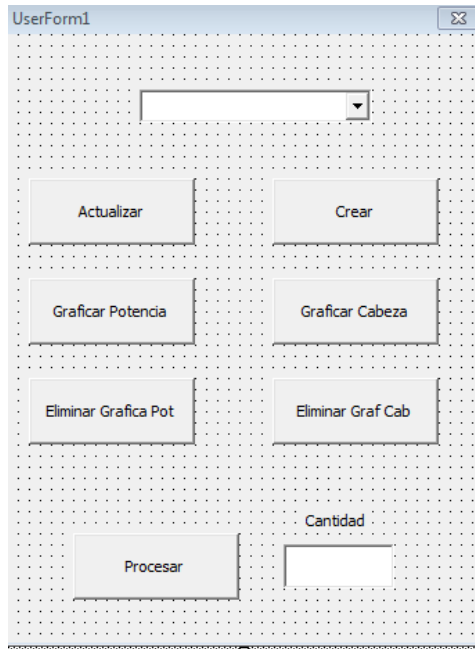 UserForm1
Actualizar
Crear
Graficar Potencia
Graficar Cabeza
Eliminar Grafica Pot
Eliminar Graf Cab
Cantidad
Procesar